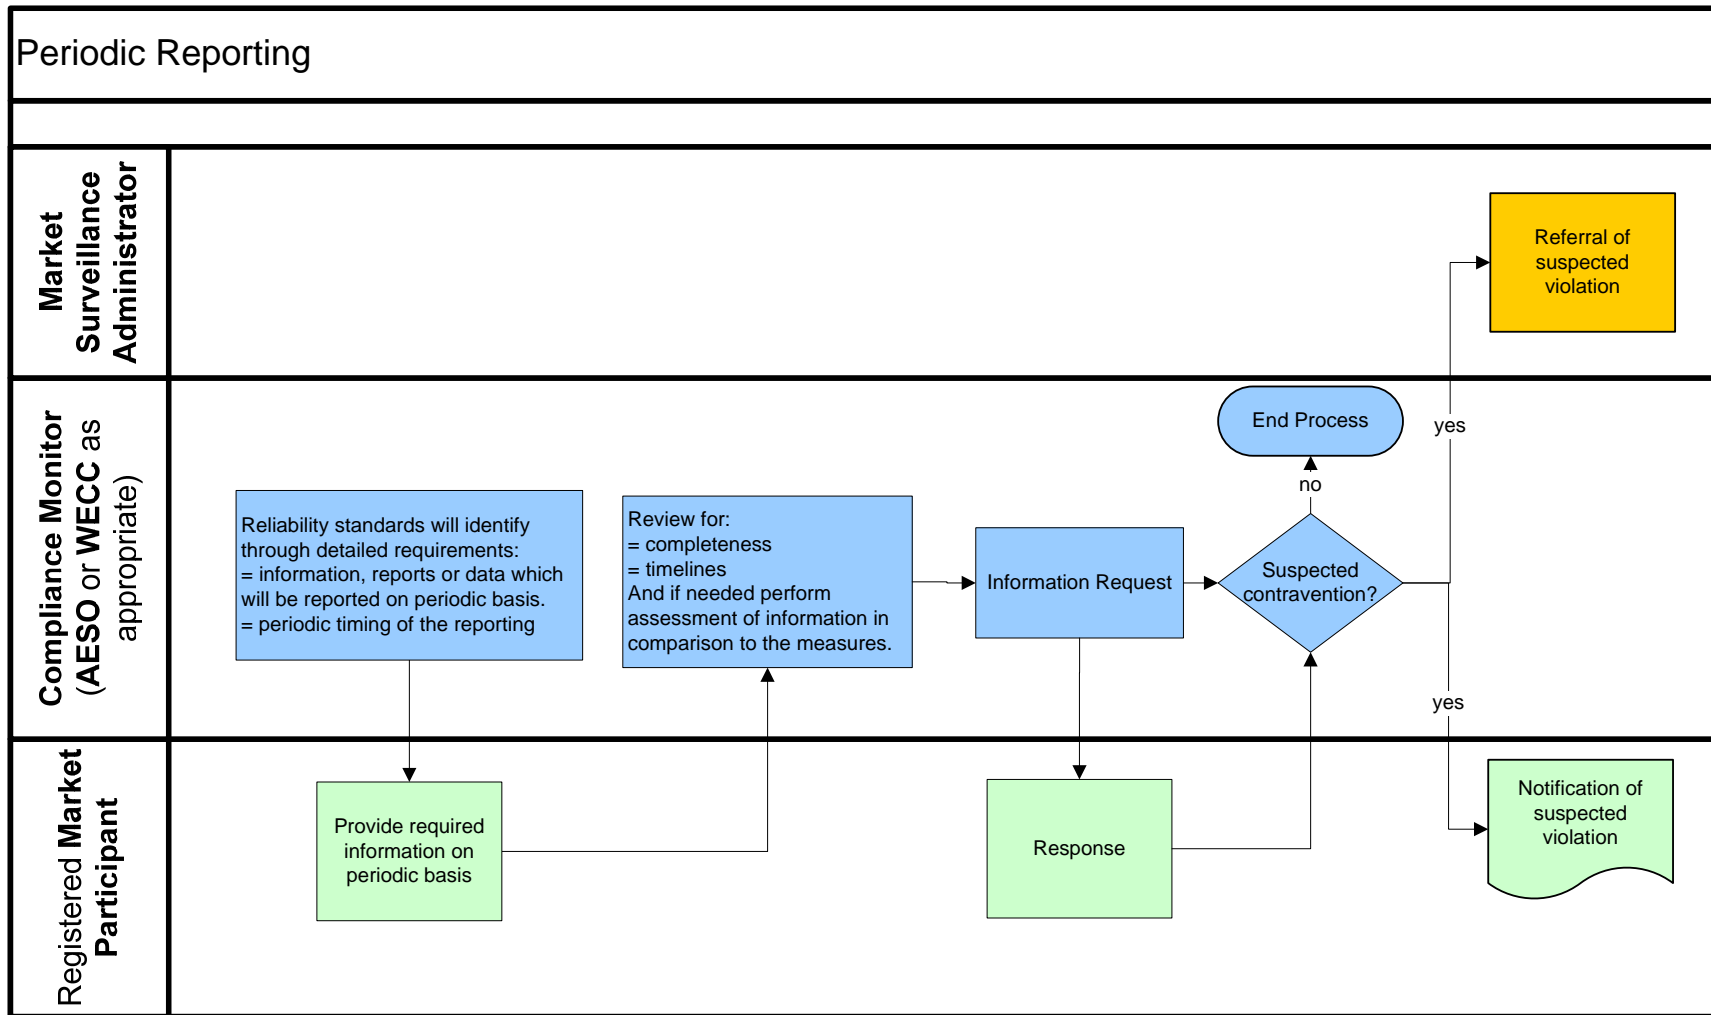 Periodic Reporting
Market
Surveillance
Administrator
Referral of
suspected
violation
Compliance Monitor
(AESO or WECC as
appropriate)
Reliability standards will identify
through detailed requirements:
= information, reports or data which
will be reported on periodic basis.
= periodic timing of the reporting
Review for:
= completeness
= timelines
And if needed perform
assessment of information in
comparison to the measures.
Information Request
End Process
no
Suspected
contravention?
yes
yes
Registered Market
Participant
Provide required
information on
periodic basis
Response
Notification of
suspected
violation